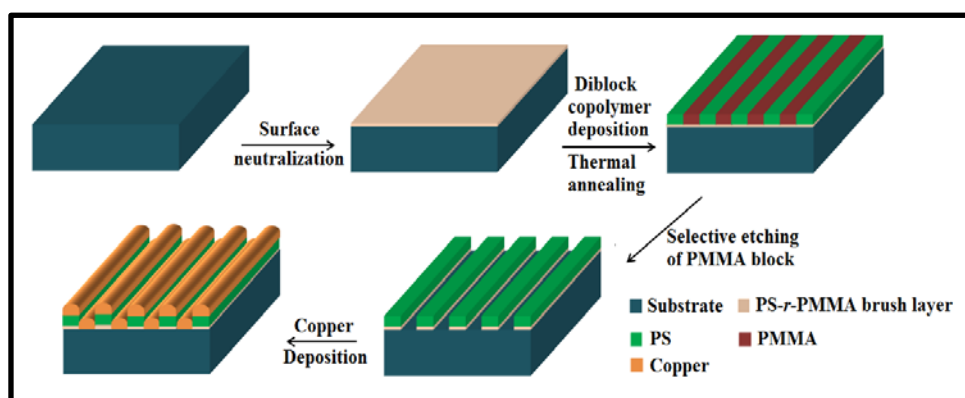 Surface
neutralization
Diblock
copolymer
deposition
Thermal
annealing
Selective etching
of PMMA block
Copper
Deposition
Substrate
PS-r-PMMA brush layer
PS
PMMA
Copper